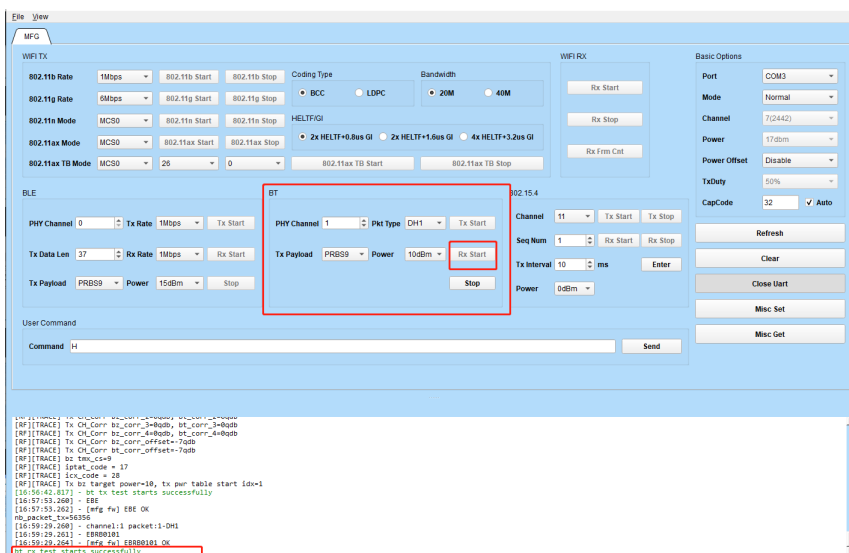 File View
MFG
WIFI TX
802.11b Rate 1Mbps 802.11b Start 802.11b Stop
802.11g Rate 6Mbps 802.11g Start 802.11g Stop
802.11n Mode MCS0 802.11n Start 802.11n Stop
802.11ax Mode MCS0 802.11ax Start 802.11ax Stop
802.11ax TB Mode MCS0 26 0 802.11ax TB Start 802.11ax TB Stop
Coding Type Bandwidth
BCC LDPC 20M 40M
HELTF/GI
2x HELTF+0.8us GI 2x HELTF+1.6us GI 4x HELTF+3.2us GI
WIFI RX
Rx Start
Rx Stop
Rx Frm Cnt
Basic Options
Port COM3
Mode Normal
Channel 7(2442)
Power 17dbm
Power Offset Disable
TxDuty 50%
CapCode 32 Auto
Refresh
Clear
Close Uart
Misc Set
Misc Get
BLE
PHY Channel 0 Tx Rate 1Mbps Tx Start
Tx Data Len 37 Rx Rate 1Mbps Rx Start
Tx Payload PRBS9 Power 15dBm Stop
BT
PHY Channel 1 Pkt Type DH1 Tx Start
Tx Payload PRBS9 Power 10dBm Rx Start
Stop
802.15.4
Channel 11 Tx Start Tx Stop
Seq Num 1 Rx Start Rx Stop
Tx Interval 10 ms Enter
Power 0dBm
User Command
Command H Send
[RF][TRACE] Tx CH_Corr bz_corr_2=0qdb, bt_corr_2=0qdb
[RF][TRACE] Tx CH_Corr bz_corr_3=0qdb, bt_corr_3=0qdb
[RF][TRACE] Tx CH_Corr bz_corr_4=0qdb, bt_corr_4=0qdb
[RF][TRACE] Tx CH_Corr bz_corr_offset=-7qdb
[RF][TRACE] Tx CH_Corr bt_corr_offset=-7qdb
[RF][TRACE] bz tmx_cs=9
[RF][TRACE] iptat_code = 17
[RF][TRACE] icx_code = 28
[RF][TRACE] Tx bz target power=10, tx pwr table start idx=1
[16:56:42.817] - bt tx test starts successfully
[16:57:53.260] - EBE
[16:57:53.262] - [mfg fw] EBE OK
nb_packet_tx=56356
[16:59:29.260] - channel:1 packet:1-DH1
[16:59:29.261] - EBRB0101
[16:59:29.264] - [mfg fw] EBRB0101 OK
bt rx test starts successfully